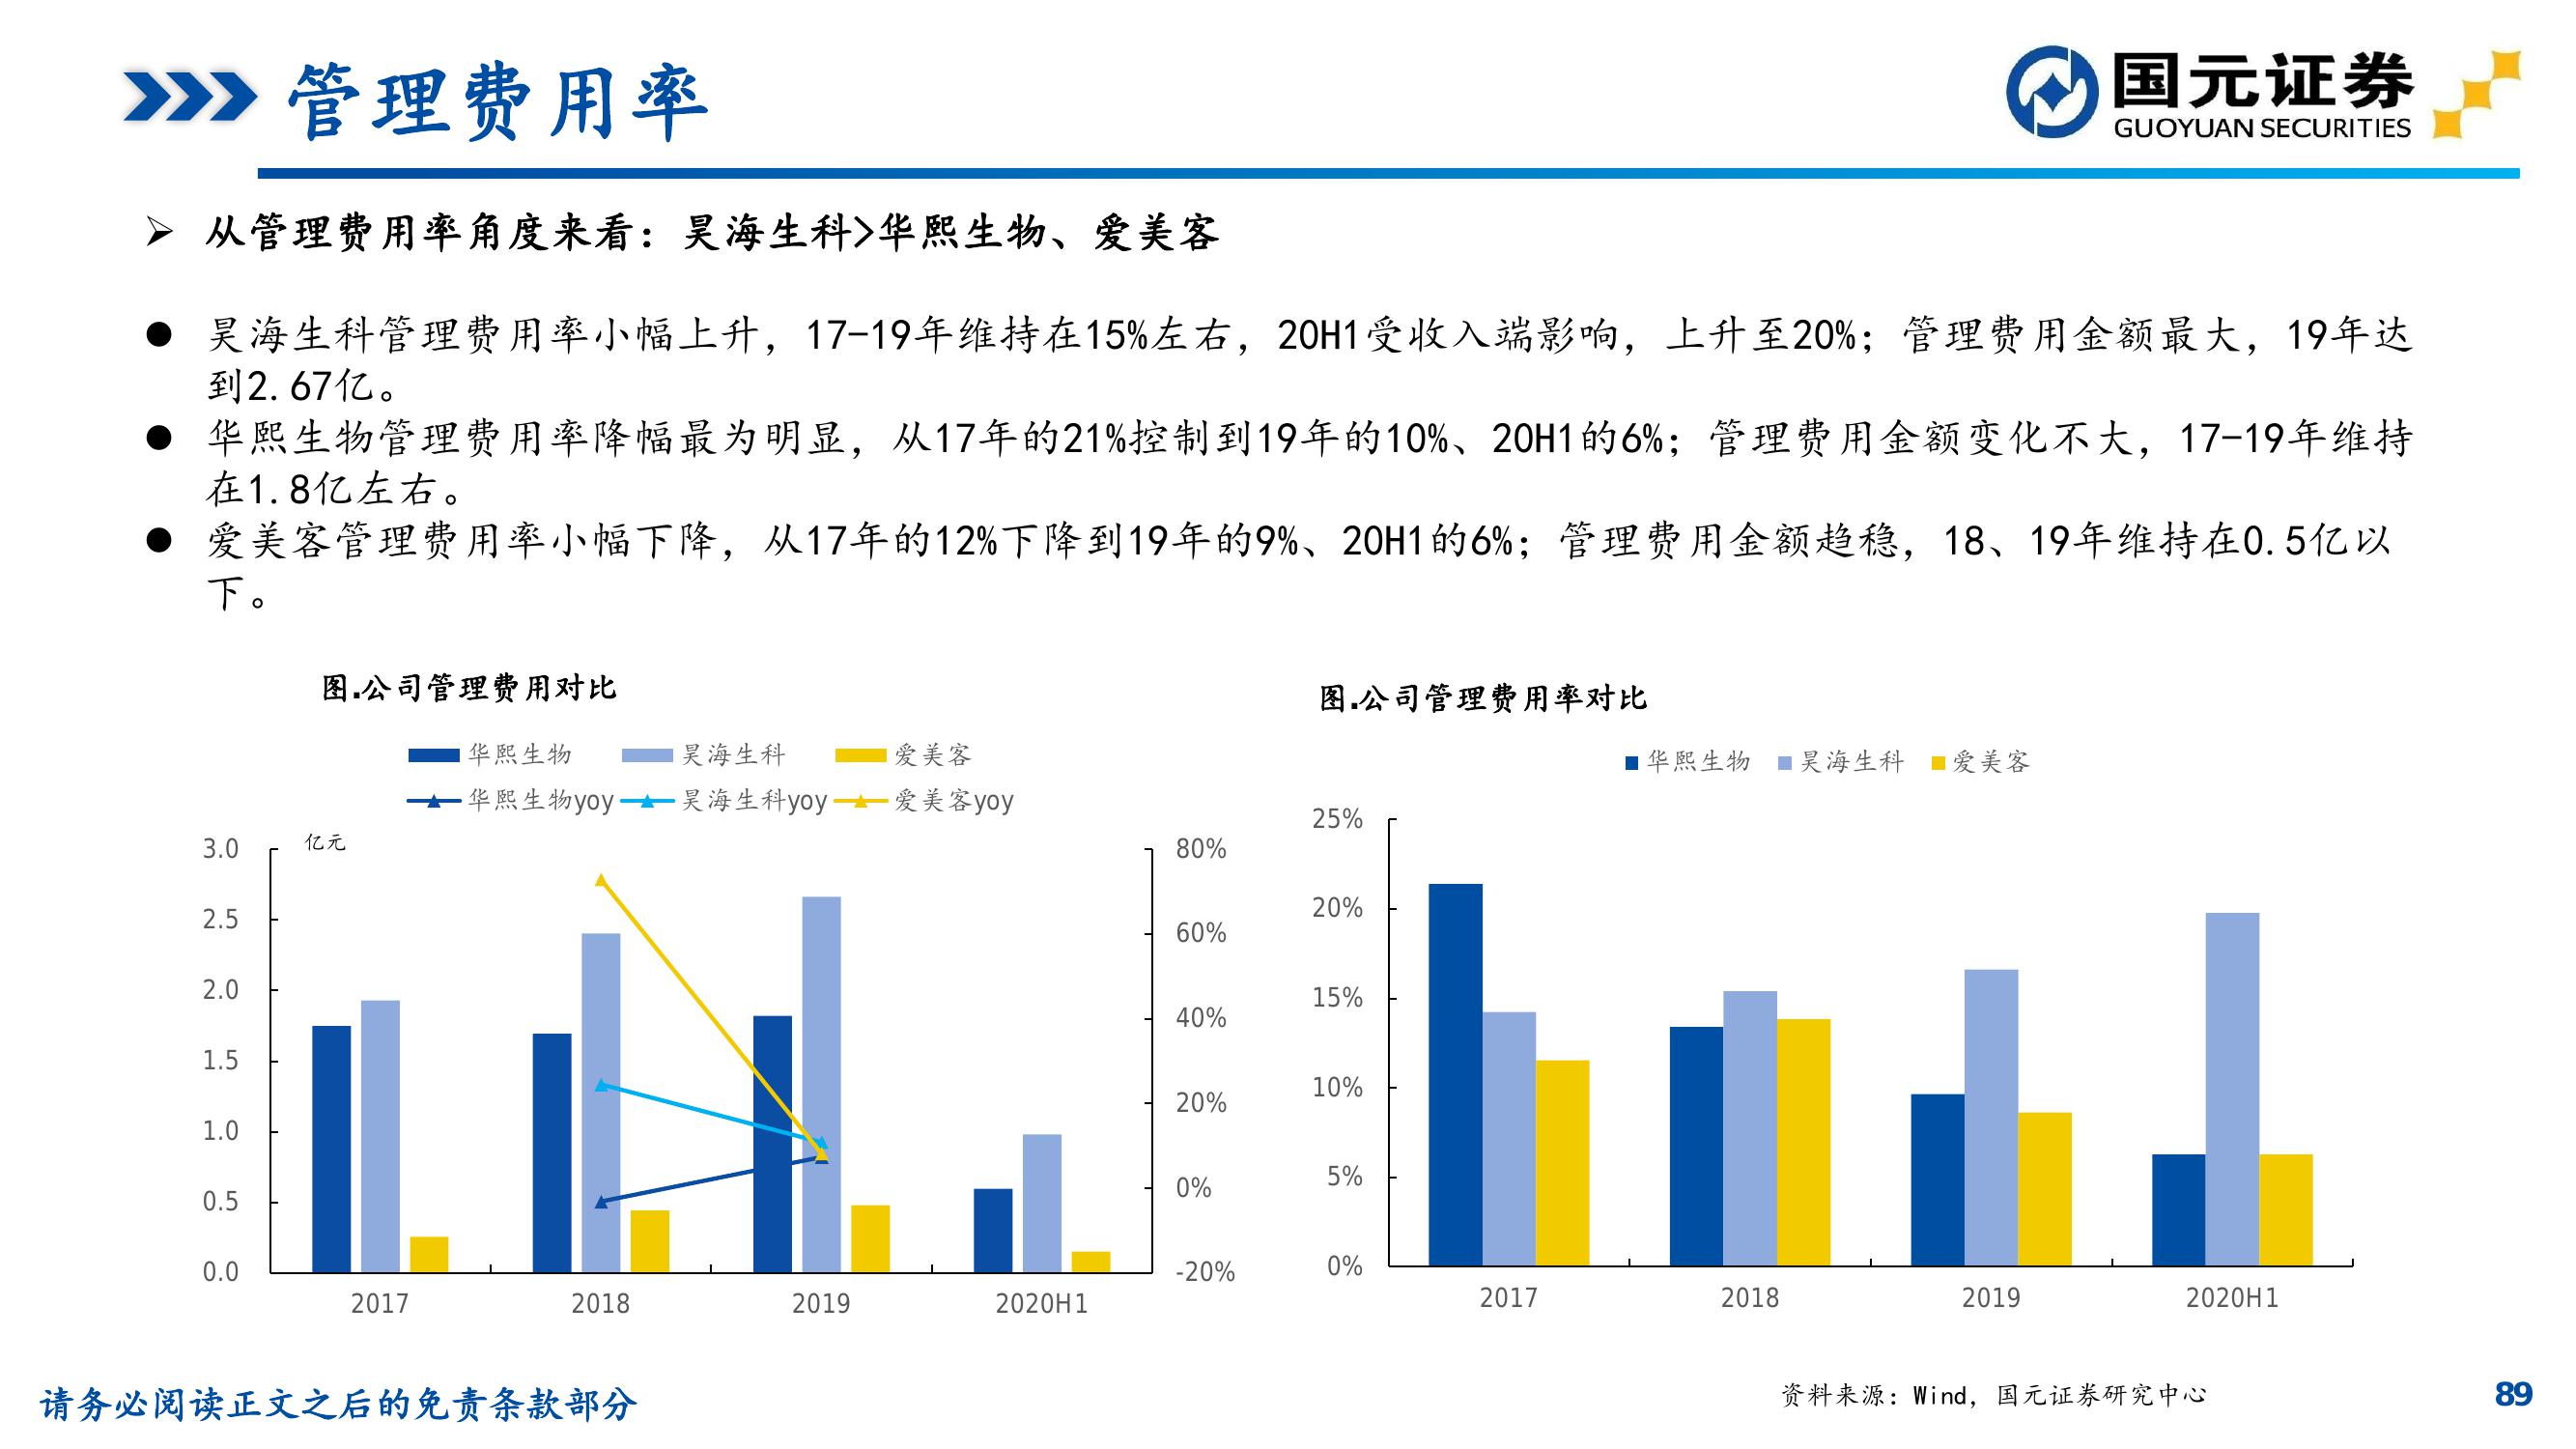 管理费用率
国元证券
GUOYUAN SECURITIES
从管理费用率角度来看：昊海生科>华熙生物、爱美客
昊海生科管理费用率小幅上升，17-19年维持在15%左右，20H1受收入端影响，上升至20%；管理费用金额最大，19年达
到2.67亿。
华熙生物管理费用率降幅最为明显，从17年的21%控制到19年的10%、20H1的6%；管理费用金额变化不大，17-19年维持
在1.8亿左右。
爱美客管理费用率小幅下降，从17年的12%下降到19年的9%、20H1的6%；管理费用金额趋稳，18、19年维持在0.5亿以
下。
图.公司管理费用对比
华熙生物 昊海生科 爱美客
华熙生物yoy 昊海生科yoy 爱美客yoy
亿元
3.0
2.5
2.0
1.5
1.0
0.5
0.0
80%
60%
40%
20%
0%
-20%
2017 2018 2019 2020H1
图.公司管理费用率对比
华熙生物 昊海生科 爱美客
25%
20%
15%
10%
5%
0%
2017 2018 2019 2020H1
请务必阅读正文之后的免责条款部分
资料来源：Wind，国元证券研究中心
89